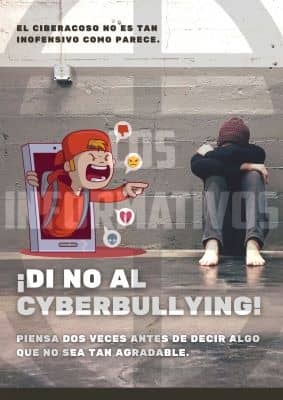 EL CIBERACOSO NO ES TAN
INOFENSIVO COMO PARECE.
OS
INFORMATIVOS
¡DI NO AL
CYBERBULLYING!
PIENSA DOS VECES ANTES DE DECIR ALGO
QUE NO SEA TAN AGRADABLE.